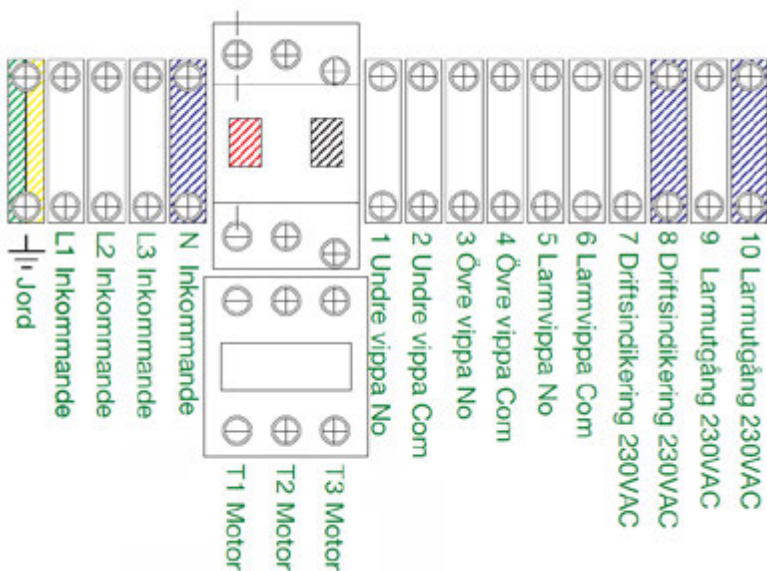 Jord
L1 Inkommande
L2 Inkommande
L3 Inkommande
N Inkommande
T1 Motor
T2 Motor
T3 Motor
1 Undre vippa No
2 Undre vippa Com
3 Övre vippa No
4 Övre vippa Com
5 Larmvippa No
6 Larmvippa Com
7 Driftsindikering 230VAC
8 Driftsindikering 230VAC
9 Larmutgång 230VAC
10 Larmutgång 230VAC